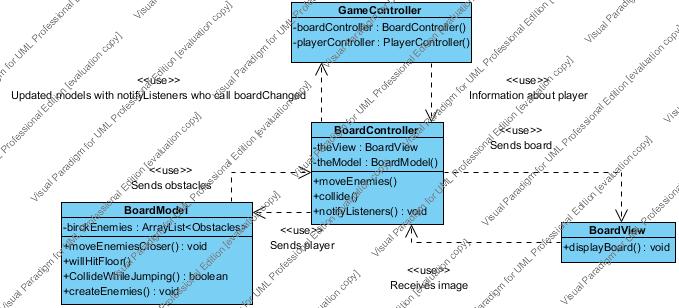 GameController
-boardController : BoardController()
-playerController : PlayerController()
<<use>>
Updated models with notifyListeners who call boardChanged
<<use>>
Information about player
BoardController
-theView : BoardView
-theModel : BoardModel()
+moveEnemies()
+collide()
+notifyListeners() : void
<<use>>
Sends board
<<use>>
Sends obstacles
BoardModel
-birckEnemies : ArrayList<Obstacles
+moveEnemiesCloser() : void
+willHitFloor()
+CollideWhileJumping() : boolean
+createEnemies() : void
<<use>>
Sends player
BoardView
+displayBoard() : void
<<use>>
Receives image
Visual Paradigm for UML Professional Edition [evaluation copy]